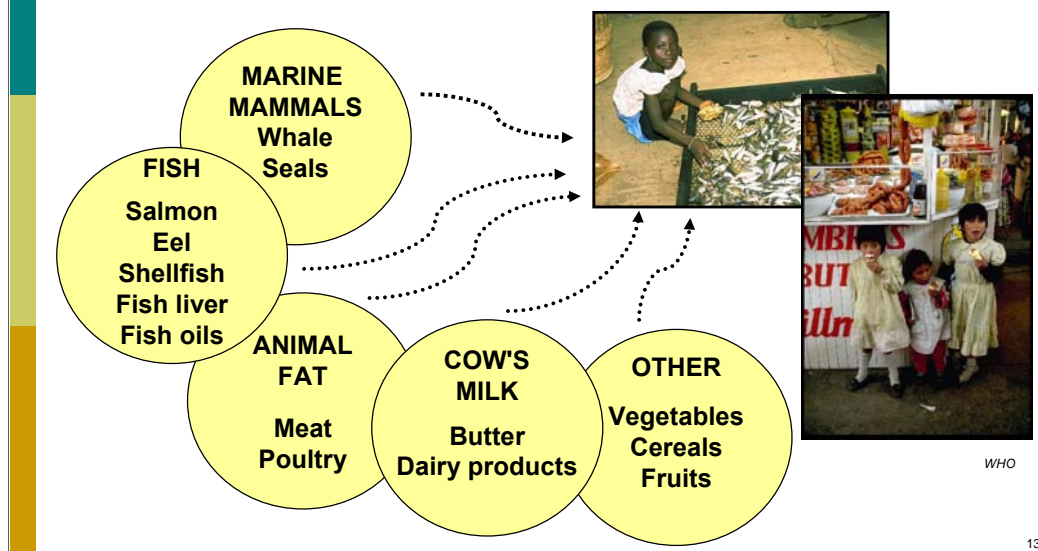 MARINE
MAMMALS
Whale
Seals
FISH
Salmon
Eel
Shellfish
Fish liver
Fish oils
ANIMAL
FAT
Meat
Poultry
COW'S
MILK
Butter
Dairy products
OTHER
Vegetables
Cereals
Fruits
BUT
WHO
13